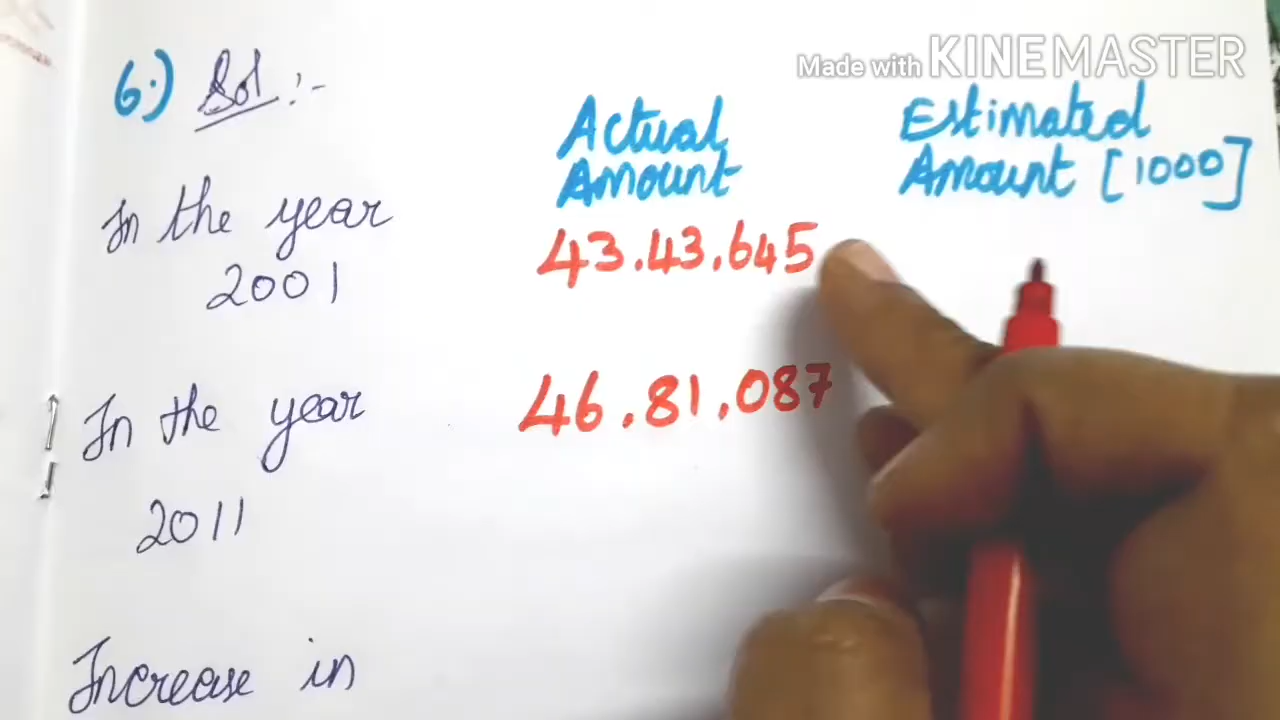 Made with KINEMASTER
6.) Sol :-
Actual Amount
Estimated Amount [1000]
In the year 2001
43.43.645
In the year 2011
46.81.087
Increase in